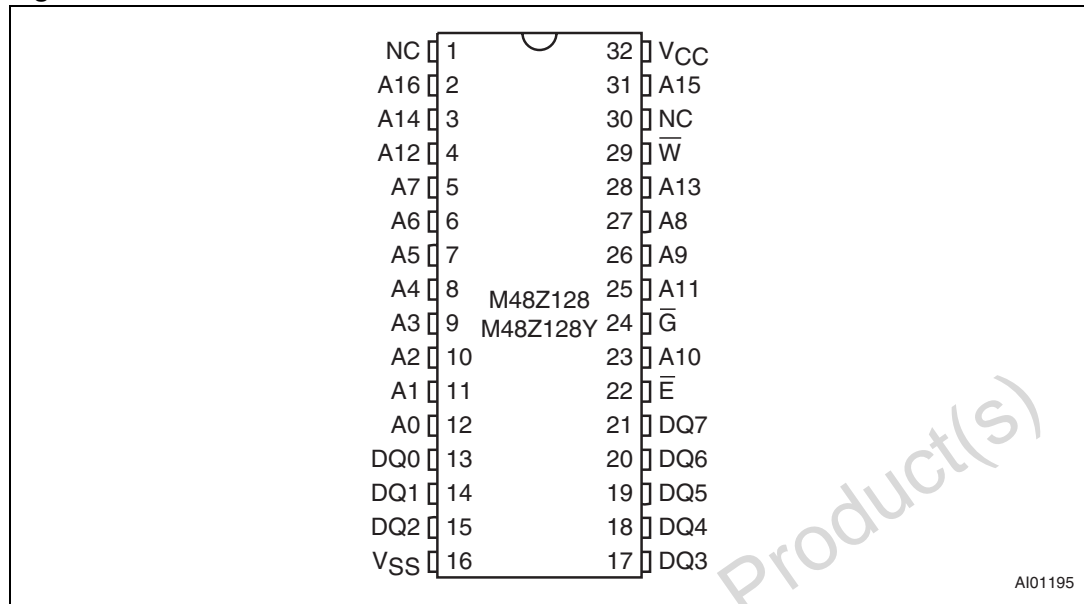 NC 1 32 VCC
A16 2 31 A15
A14 3 30 NC
A12 4 29 W̅
A7 5 28 A13
A6 6 27 A8
A5 7 26 A9
A4 8 M48Z128 25 A11
A3 9 M48Z128Y 24 G̅
A2 10 23 A10
A1 11 22 E̅
A0 12 21 DQ7
DQ0 13 20 DQ6
DQ1 14 19 DQ5
DQ2 15 18 DQ4
VSS 16 17 DQ3
Product(s)
AI01195